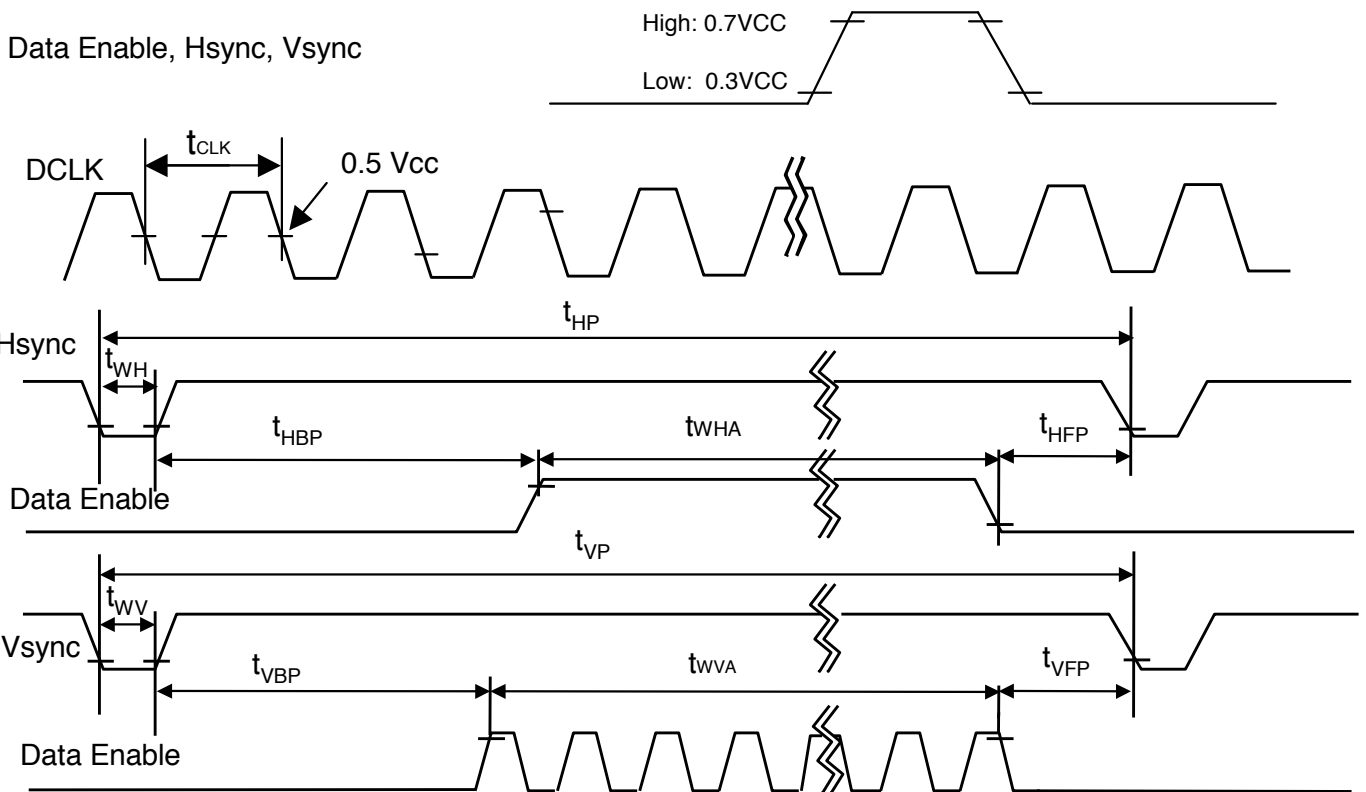 High: 0.7VCC
Data Enable, Hsync, Vsync
Low: 0.3VCC
tCLK
DCLK
0.5 Vcc
tHP
Hsync
tWH
tHBP
tWHA
tHFP
Data Enable
tVP
tWV
Vsync
tVBP
tWVA
tVFP
Data Enable